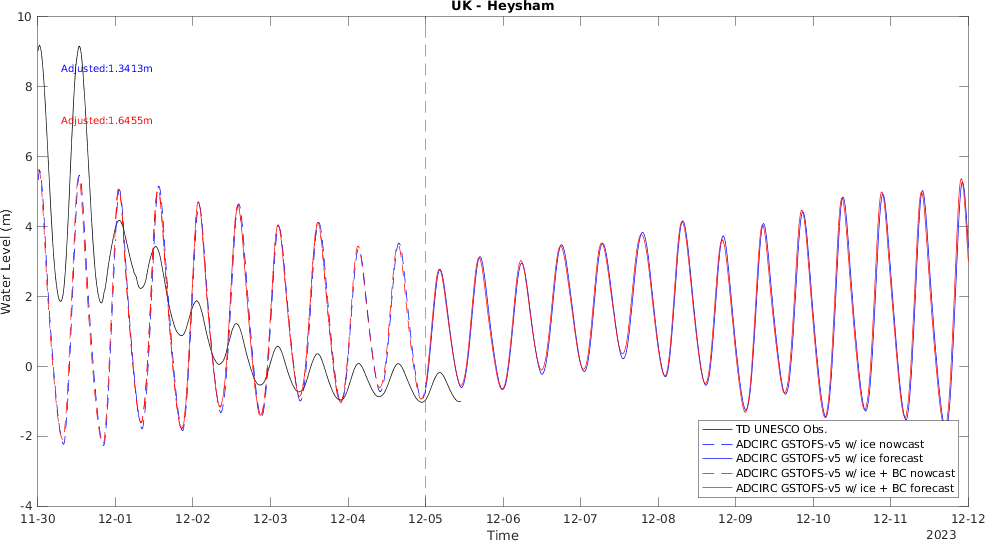 UK - Heysham
10
8
6
4
2
0
-2
-4
Water Level (m)
Adjusted:1.3413m
Adjusted:1.6455m
TD UNESCO Obs.
ADCIRC GSTOFS-v5 w/ ice nowcast
ADCIRC GSTOFS-v5 w/ ice forecast
ADCIRC GSTOFS-v5 w/ ice + BC nowcast
ADCIRC GSTOFS-v5 w/ ice + BC forecast
11-30 12-01 12-02 12-03 12-04 12-05 12-06 12-07 12-08 12-09 12-10 12-11 12-12
Time
2023